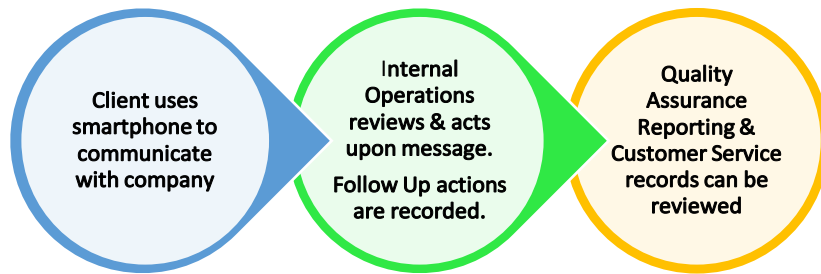 Client uses
smartphone to
communicate
with company
Internal
Operations
reviews & acts
upon message.
Follow Up actions
are recorded.
Quality
Assurance
Reporting &
Customer Service
records can be
reviewed